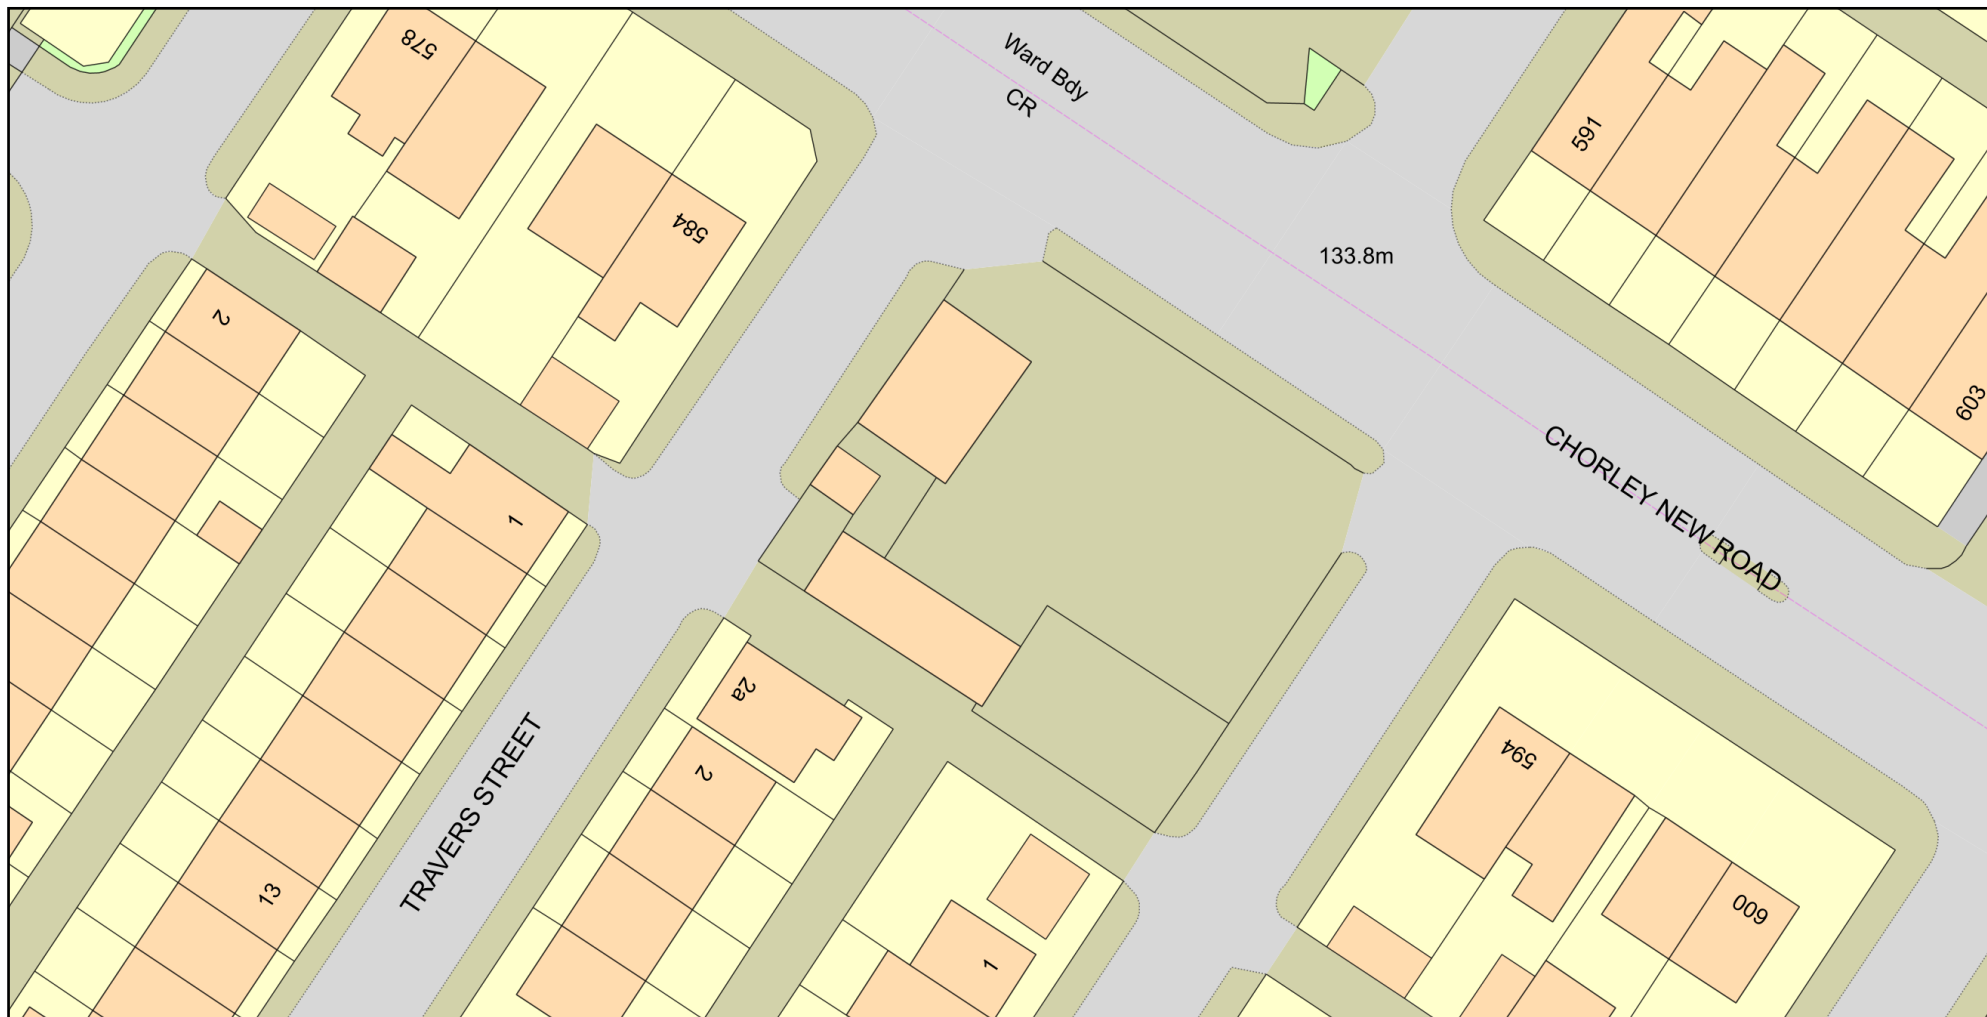 578
Ward Bdy
CR
591
584
133.8m
2
603
CHORLEY NEW ROAD
1
2a
594
2
TRAVERS STREET
13
600
1